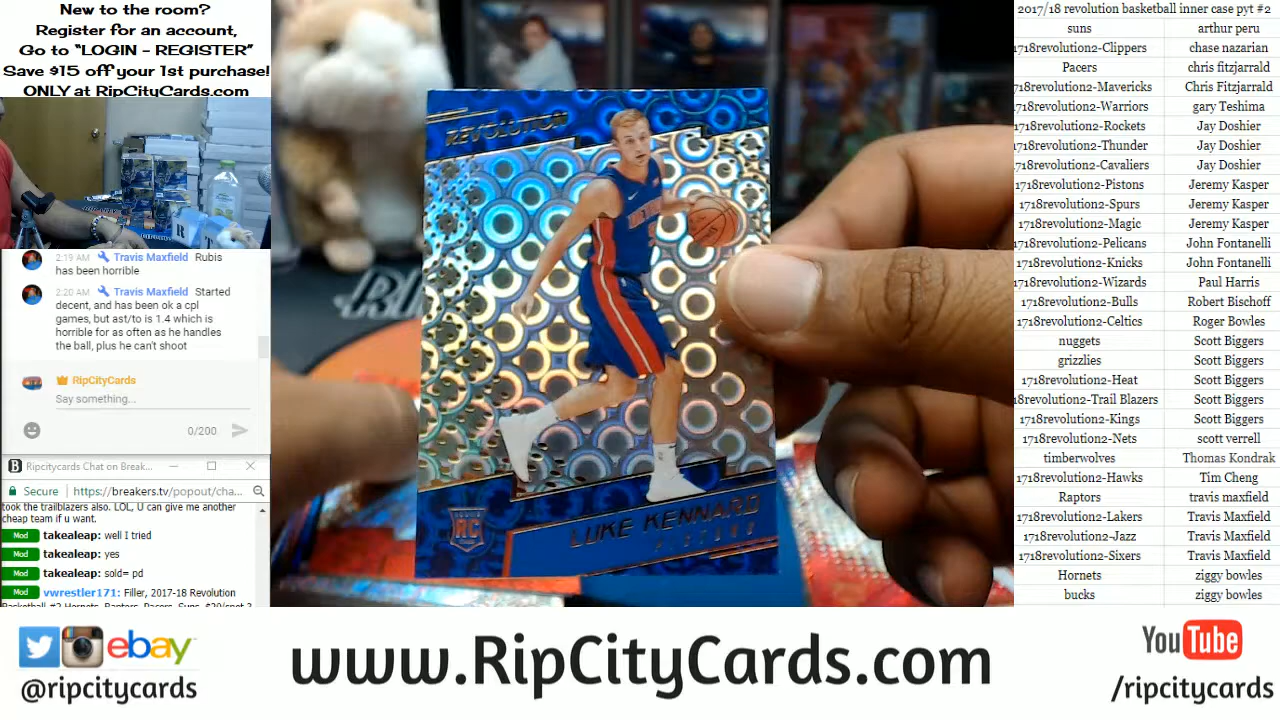 New to the room?
Register for an account,
Go to “LOGIN - REGISTER”
Save $15 off your 1st purchase!
ONLY at RipCityCards.com
2:19 AM Travis Maxfield Rubis
has been horrible
2:20 AM Travis Maxfield Started
decent, and has been ok a cpl
games, but ast/to is 1.4 which is
horrible for as often as he handles
the ball, plus he can't shoot
RipCityCards
Say something...
0/200
Ripcitycards Chat on Break...
Secure https://breakers.tv/popout/cha...
took the trailblazers also. LOL, U can give me another
cheap team if u want.
Mod takealeap: well I tried
Mod takealeap: yes
Mod takealeap: sold= pd
Mod vwrestler171: Filler, 2017-18 Revolution
Basketball #2 Hornets, Raptors, Pacers, Suns, $20/spot 3
REVOLUTION
RC
LUKE KENNARD
PISTONS
2017/18 revolution basketball inner case pyt #2
suns arthur peru
1718revolution2-Clippers chase nazarian
Pacers chris fitzjarrald
1718revolution2-Mavericks Chris Fitzjarrald
1718revolution2-Warriors gary Teshima
1718revolution2-Rockets Jay Doshier
1718revolution2-Thunder Jay Doshier
1718revolution2-Cavaliers Jay Doshier
1718revolution2-Pistons Jeremy Kasper
1718revolution2-Spurs Jeremy Kasper
1718revolution2-Magic Jeremy Kasper
1718revolution2-Pelicans John Fontanelli
1718revolution2-Knicks John Fontanelli
1718revolution2-Wizards Paul Harris
1718revolution2-Bulls Robert Bischoff
1718revolution2-Celtics Roger Bowles
nuggets Scott Biggers
grizzlies Scott Biggers
1718revolution2-Heat Scott Biggers
1718revolution2-Trail Blazers Scott Biggers
1718revolution2-Kings Scott Biggers
1718revolution2-Nets scott verrell
timberwolves Thomas Kondrak
1718revolution2-Hawks Tim Cheng
Raptors travis maxfield
1718revolution2-Lakers Travis Maxfield
1718revolution2-Jazz Travis Maxfield
1718revolution2-Sixers Travis Maxfield
Hornets ziggy bowles
bucks ziggy bowles
ebay
@ripcitycards
www.RipCityCards.com
YouTube
/ripcitycards